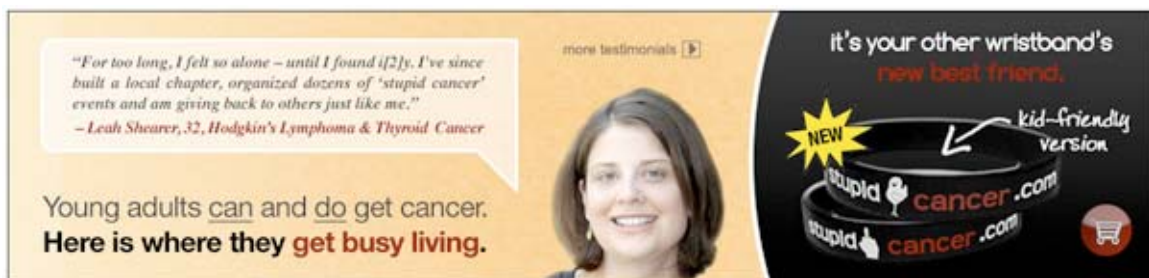 “For too long, I felt so alone – until I found i[2]y. I've since
built a local chapter, organized dozens of ‘stupid cancer’
events and am giving back to others just like me.”
– Leah Shearer, 32, Hodgkin's Lymphoma & Thyroid Cancer
Young adults can and do get cancer.
Here is where they get busy living.
more testimonials
it's your other wristband's
new best friend.
NEW
kid-friendly
version
stupid cancer.com
stupid cancer.com